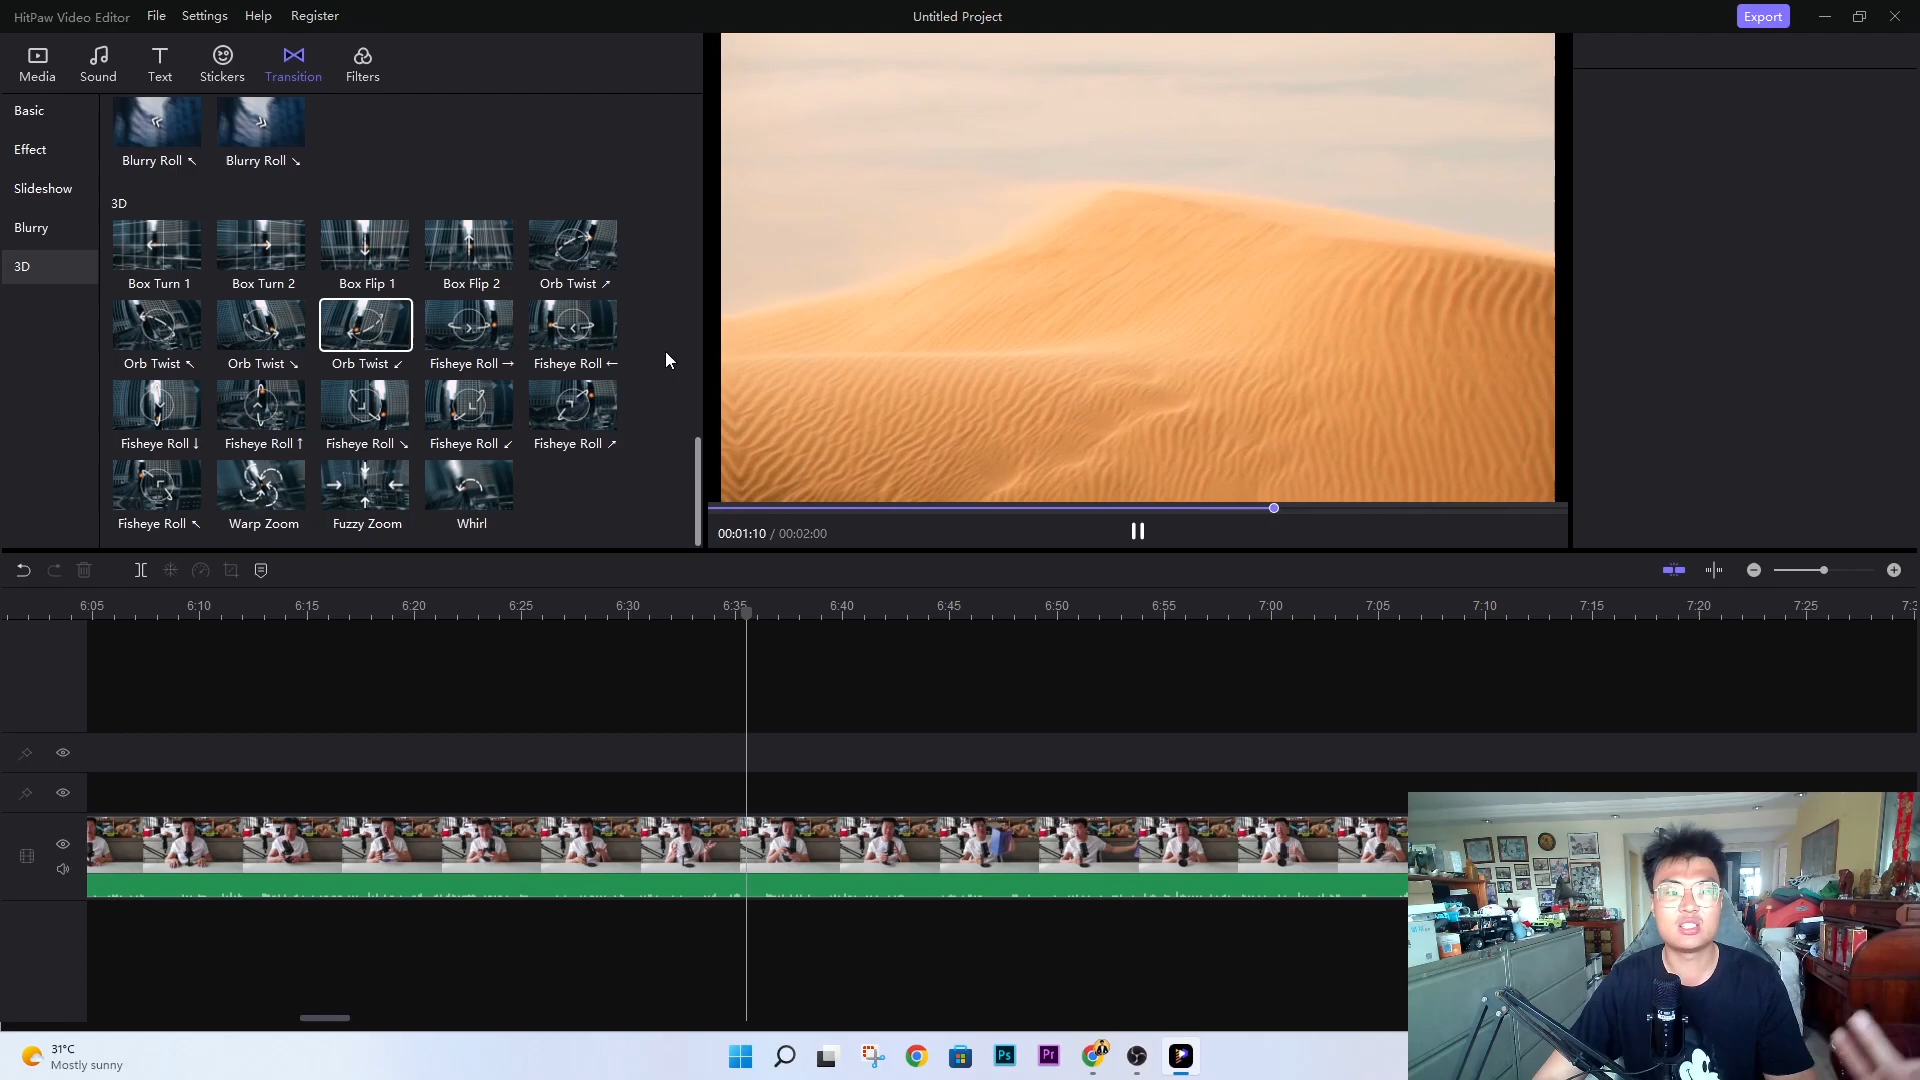 HitPaw Video Editor File Settings Help Register Untitled Project Export
Media Sound Text Stickers Transition Filters
Basic
Effect
Slideshow
Blurry
3D
Blurry Roll ↖ Blurry Roll ↘
3D
Box Turn 1 Box Turn 2 Box Flip 1 Box Flip 2 Orb Twist ↗
Orb Twist ↖ Orb Twist ↘ Orb Twist ↙ Fisheye Roll → Fisheye Roll ←
Fisheye Roll ↓ Fisheye Roll ↑ Fisheye Roll ↘ Fisheye Roll ↙ Fisheye Roll ↗
Fisheye Roll ↖ Warp Zoom Fuzzy Zoom Whirl
00:01:10 / 00:02:00
6:05 6:10 6:15 6:20 6:25 6:30 6:35 6:40 6:45 6:50 6:55 7:00 7:05 7:10 7:15 7:20 7:25 7:3
31°C
Mostly sunny
Ps Pr